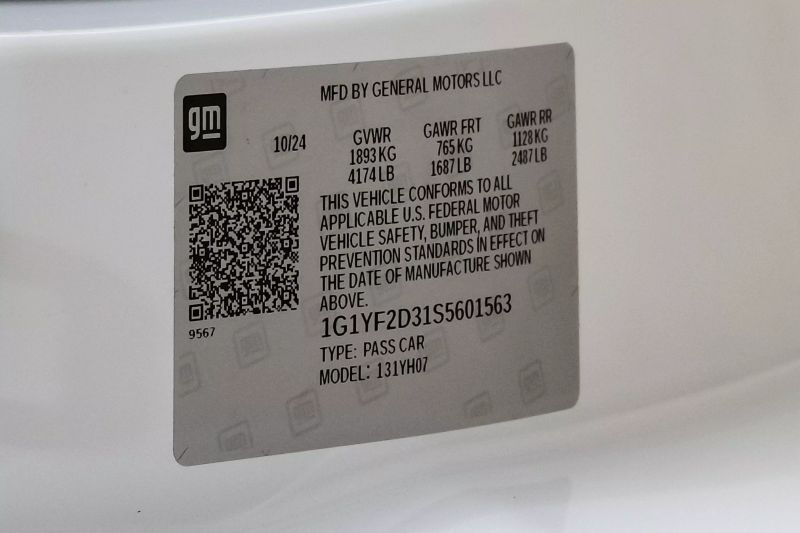 MFD BY GENERAL MOTORS LLC
gm
10/24
GVWR
1893 KG
4174 LB
GAWR FRT
765 KG
1687 LB
GAWR RR
1128 KG
2487 LB
THIS VEHICLE CONFORMS TO ALL
APPLICABLE U.S. FEDERAL MOTOR
VEHICLE SAFETY, BUMPER, AND THEFT
PREVENTION STANDARDS IN EFFECT ON
THE DATE OF MANUFACTURE SHOWN
ABOVE.
9567
1G1YF2D31S5601563
TYPE: PASS CAR
MODEL: 131YH07